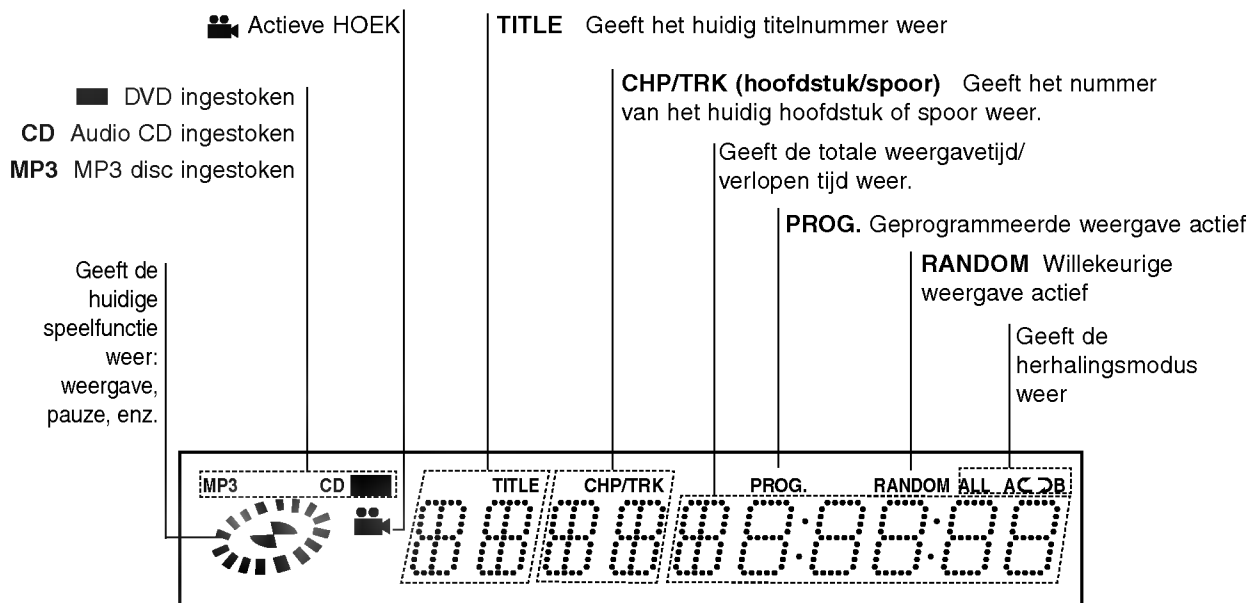 Actieve HOEK
TITLE Geeft het huidig titelnummer weer
DVD ingestoken
CD Audio CD ingestoken
MP3 MP3 disc ingestoken
CHP/TRK (hoofdstuk/spoor) Geeft het nummer
van het huidig hoofdstuk of spoor weer.
Geeft de totale weergavetijd/
verlopen tijd weer.
PROG. Geprogrammeerde weergave actief
RANDOM Willekeurige
weergave actief
Geeft de
herhalingsmodus
weer
Geeft de
huidige
speelfunctie
weer:
weergave,
pauze, enz.
MP3 CD TITLE CHP/TRK PROG. RANDOM ALL A B